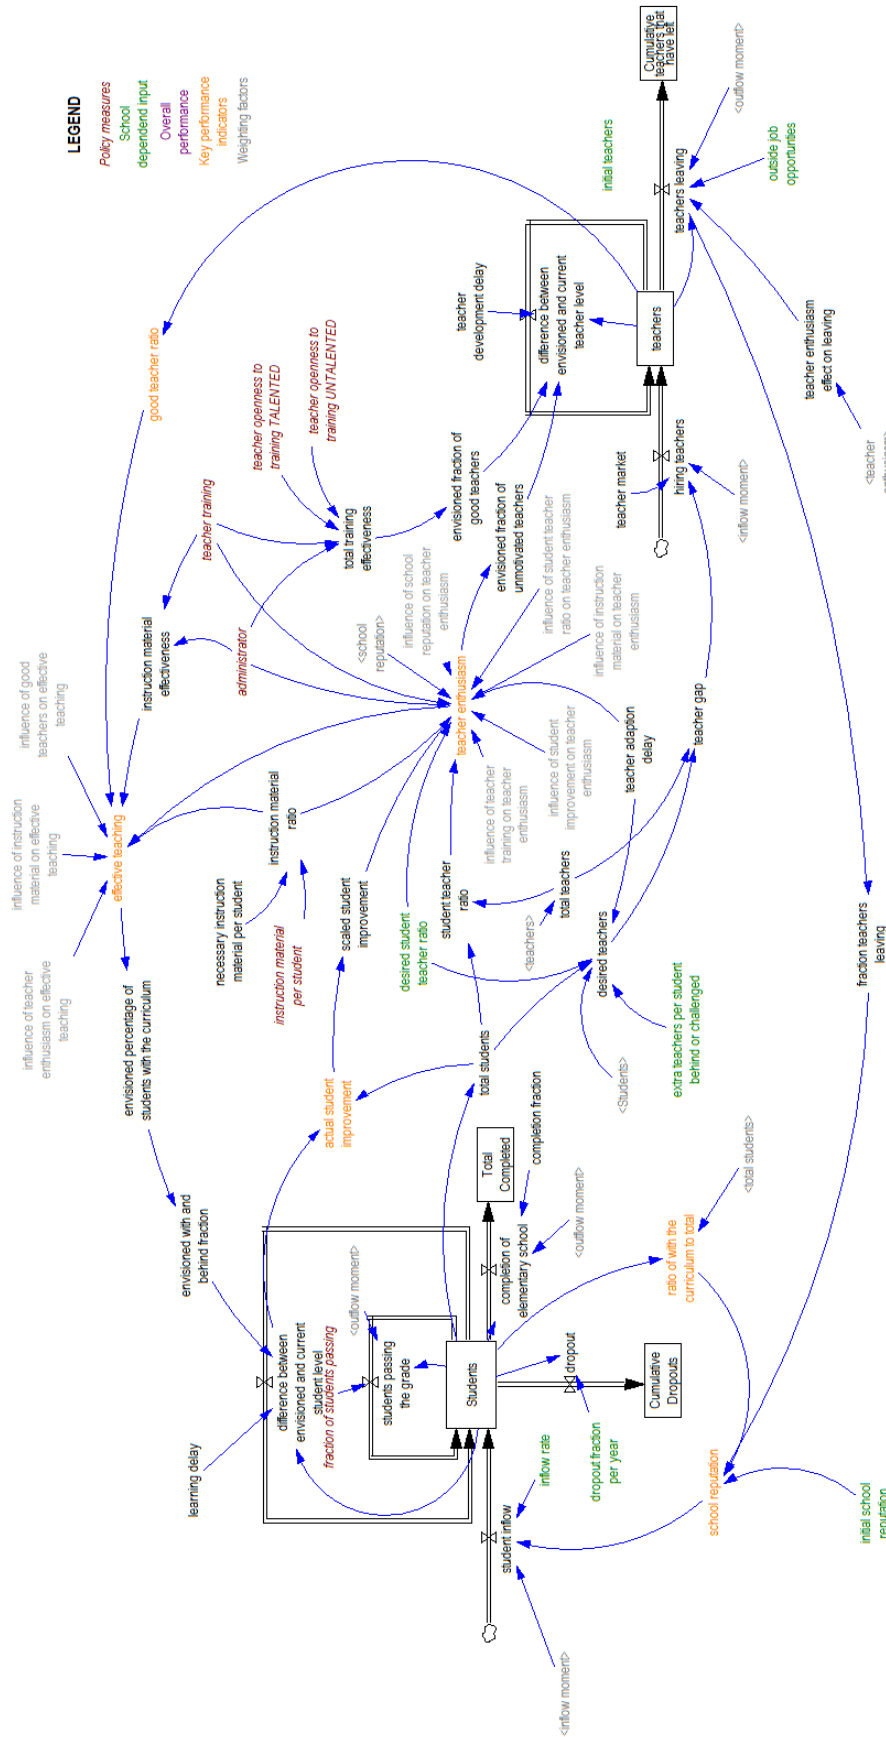 LEGEND
Policy measures
School
dependend input
Overall
performance
Key performance
indicators
Weighting factors
influence of teacher
enthusiasm on effective
teaching
influence of instruction
material on effective
teaching
influence of good
teachers on effective
teaching
effective teaching
good teacher ratio
envisioned percentage of
students with the curriculum
instruction material
effectiveness
teacher training
administrator
teacher openness to
training TALENTED
teacher openness to
training UNTALENTED
total training
effectiveness
envisioned with and
behind fraction
necessary instruction
material per student
instruction material
ratio
instruction material
per student
<school
reputation>
influence of school
reputation on teacher
enthusiasm
envisioned fraction of
good teachers
teacher
development delay
learning delay
difference between
envisioned and current
student level
fraction of students passing
actual student
improvement
scaled student
improvement
desired student
teacher ratio
teacher enthusiasm
envisioned fraction of
unmotivated teachers
difference between
envisioned and current
teacher level
<outflow moment>
students passing
the grade
student teacher
ratio
influence of teacher
training on teacher
enthusiasm
influence of student
improvement on teacher
enthusiasm
influence of student teacher
ratio on teacher enthusiasm
influence of instruction
material on teacher
enthusiasm
initial teachers
Cumulative
teachers that
have left
Students
total students
Total
Completed
<teachers>
total teachers
teacher market
teachers
teachers leaving
<outflow moment>
student inflow
inflow rate
completion of
elementary school
completion fraction
desired teachers
teacher adaption
delay
hiring teachers
<inflow moment>
<inflow moment>
dropout
<outflow moment>
<Students>
teacher gap
outside job
opportunties
dropout fraction
per year
Cumulative
Dropouts
ratio of with the
curriculum to total
<total students>
extra teachers per student
behind or challenged
teacher enthusiasm
effect on leaving
<teacher
school reputation
initial school
fraction teachers
leaving